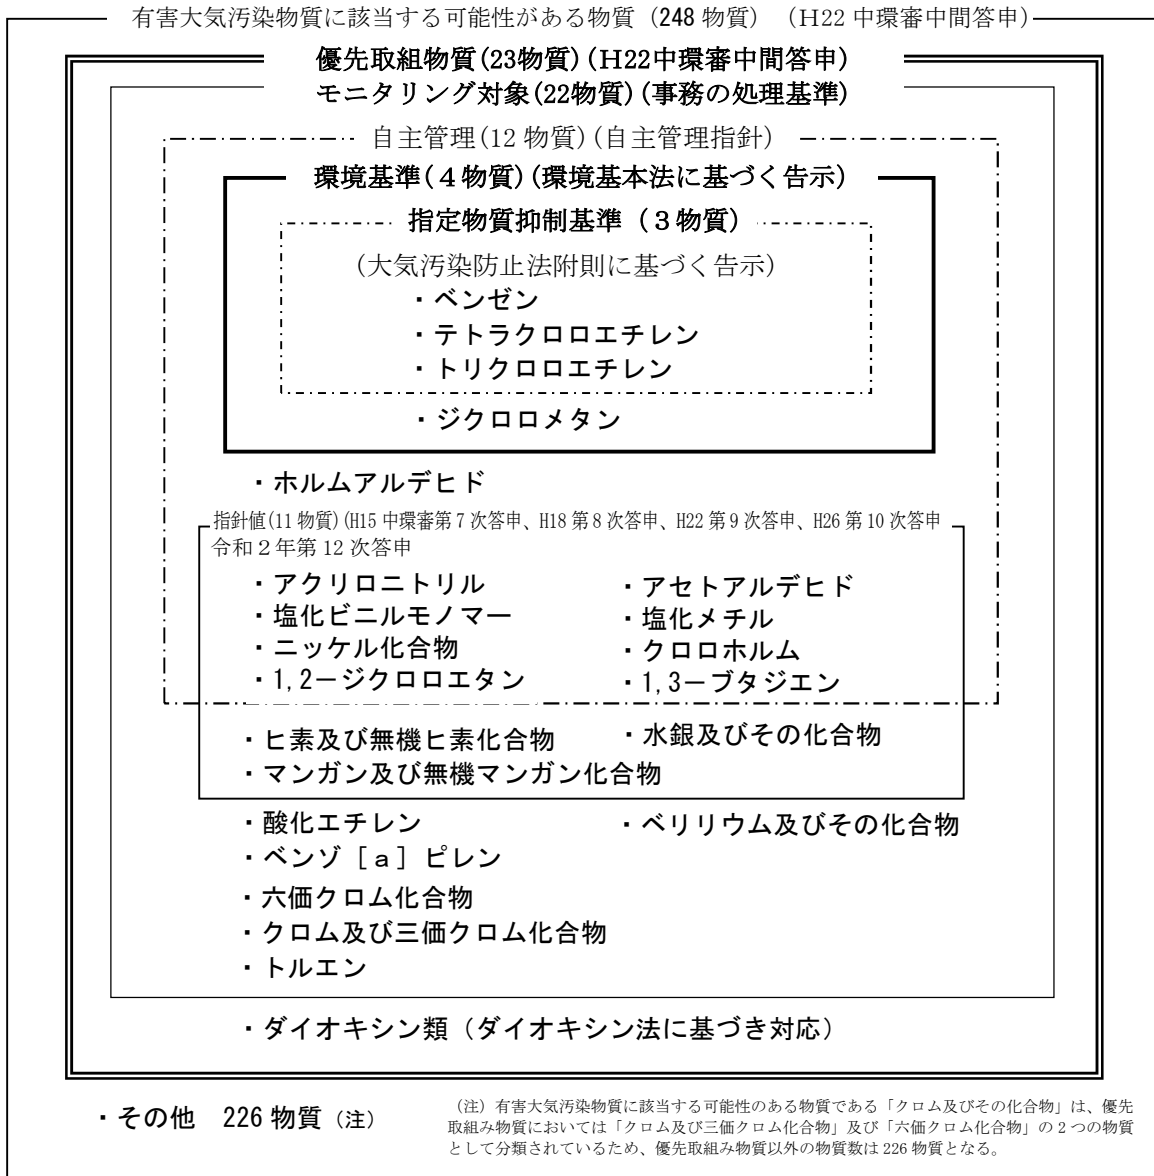 有害大気汚染物質に該当する可能性がある物質（248 物質）（H22 中環審中間答申）
優先取組物質(23物質)(H22中環審中間答申)
モニタリング対象(22物質)(事務の処理基準)
自主管理(12 物質)(自主管理指針)
環境基準(４物質)(環境基本法に基づく告示)
指定物質抑制基準（３物質）
（大気汚染防止法附則に基づく告示）
・ベンゼン
・テトラクロロエチレン
・トリクロロエチレン
・ジクロロメタン
・ホルムアルデヒド
指針値(11 物質)(H15 中環審第７次答申、H18 第８次答申、H22 第９次答申、H26 第 10 次答申
令和２年第 12 次答申
・アクリロニトリル ・アセトアルデヒド
・塩化ビニルモノマー ・塩化メチル
・ニッケル化合物 ・クロロホルム
・1,2－ジクロロエタン ・1,3－ブタジエン
・ヒ素及び無機ヒ素化合物 ・水銀及びその化合物
・マンガン及び無機マンガン化合物
・酸化エチレン ・ベリリウム及びその化合物
・ベンゾ［ａ］ピレン
・六価クロム化合物
・クロム及び三価クロム化合物
・トルエン
・ダイオキシン類（ダイオキシン法に基づき対応）
・その他　226 物質（注）
（注）有害大気汚染物質に該当する可能性のある物質である「クロム及びその化合物」は、優先
取組み物質においては「クロム及び三価クロム化合物」及び「六価クロム化合物」の２つの物質
として分類されているため、優先取組み物質以外の物質数は 226 物質となる。